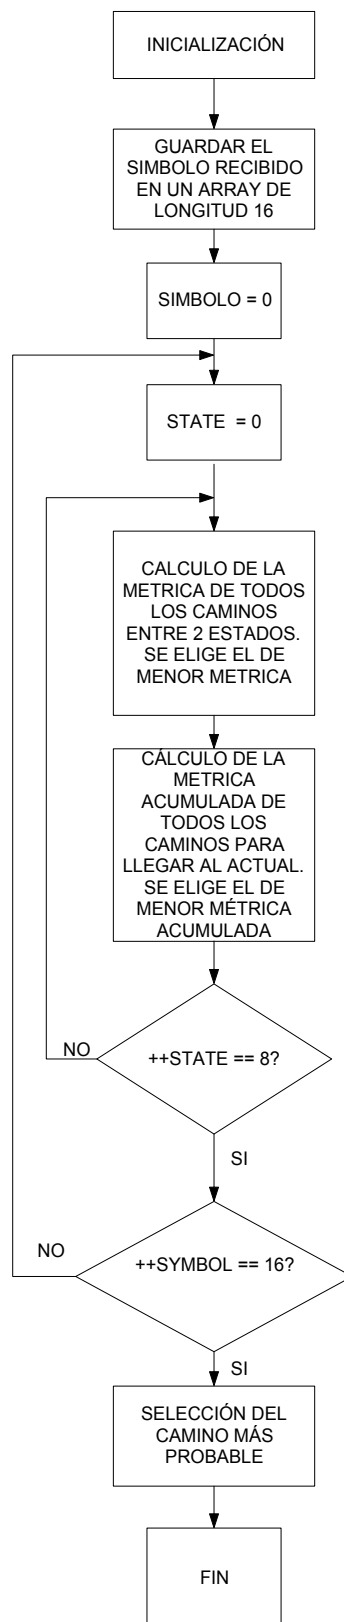 INICIALIZACIÓN
GUARDAR EL
SIMBOLO RECIBIDO
EN UN ARRAY DE
LONGITUD 16
SIMBOLO = 0
STATE = 0
CALCULO DE LA
METRICA DE TODOS
LOS CAMINOS
ENTRE 2 ESTADOS.
SE ELIGE EL DE
MENOR METRICA
CÁLCULO DE LA
METRICA
ACUMULADA DE
TODOS LOS
CAMINOS PARA
LLEGAR AL ACTUAL.
SE ELIGE EL DE
MENOR MÉTRICA
ACUMULADA
NO
++STATE == 8?
SI
NO
++SYMBOL == 16?
SI
SELECCIÓN DEL
CAMINO MÁS
PROBABLE
FIN